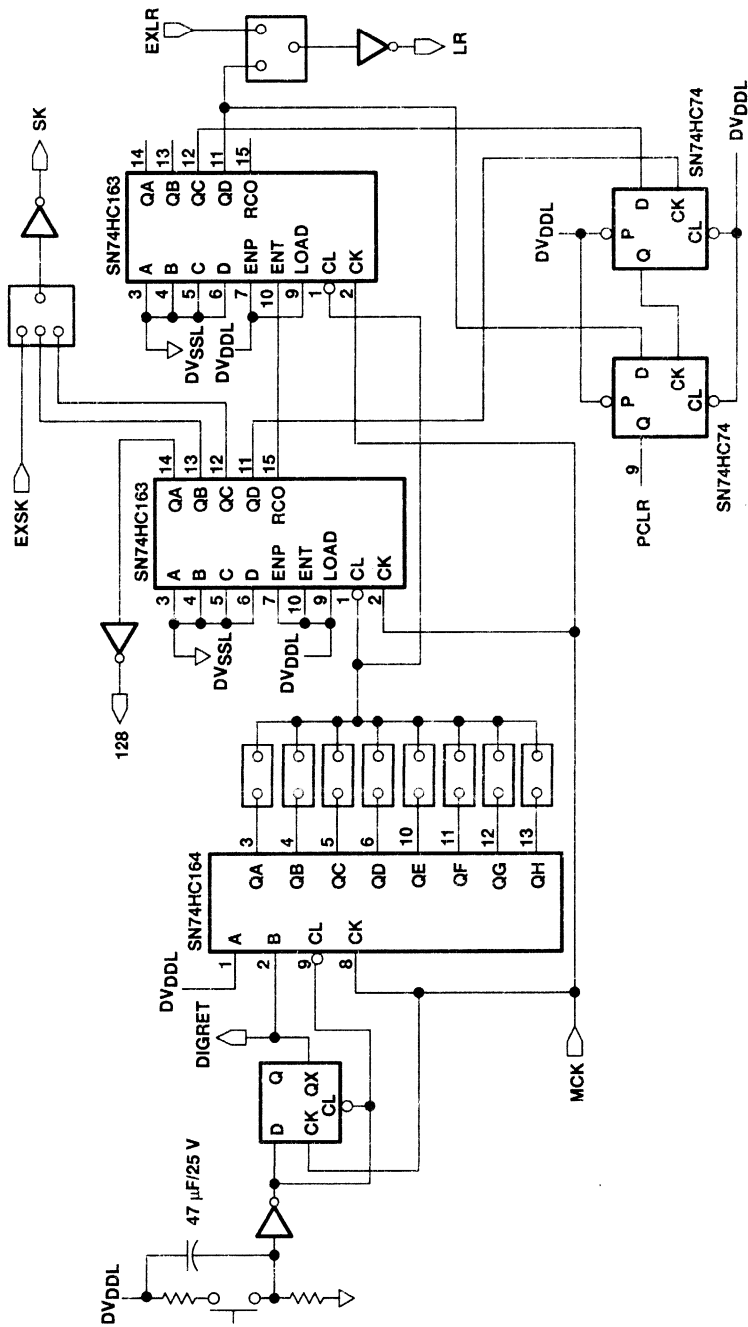 EXLR
LR
SK
EXSK
SN74HC163
3 A QA 14
4 B QB 13
5 C QC 12
6 D QD 11
7 ENP RCO 15
10 ENT
9 LOAD
1 CL
2 CK
DVSSL
DVDDL
SN74HC163
3 A QA 14
4 B QB 13
5 C QC 12
6 D QD 11
7 ENP RCO 15
10 ENT
9 LOAD
1 CL
2 CK
DVSSL
DVDDL
128
SN74HC164
DVDDL
1 A QA 3
2 B QB 4
9 CL QC 5
8 CK QD 6
QE 10
QF 11
QG 12
QH 13
DIGRET
D Q
CK QX
CL
47 μF/25 V
DVDDL
MCK
DVDDL
SN74HC74
P D
Q CK
CL
DVDDL
P D
Q CK
CL
PCLR 9
SN74HC74